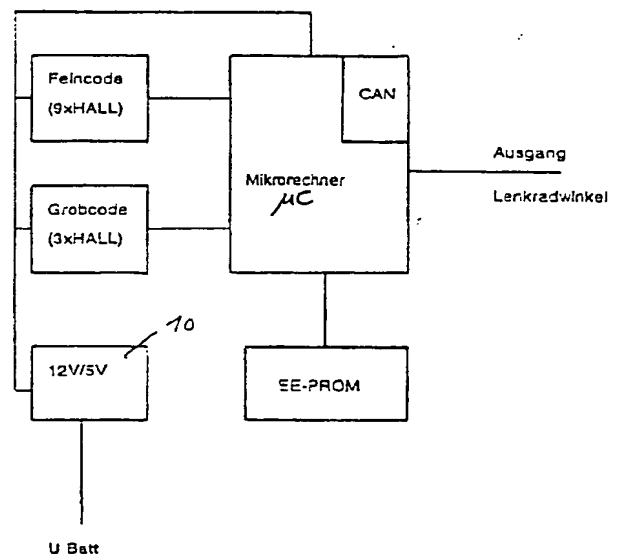 Feincode
(9xHALL)
CAN
Mikrorechner
µC
Ausgang
Lenkradwinkel
Grobcode
(3xHALL)
10
12V/5V
EE-PROM
U Batt